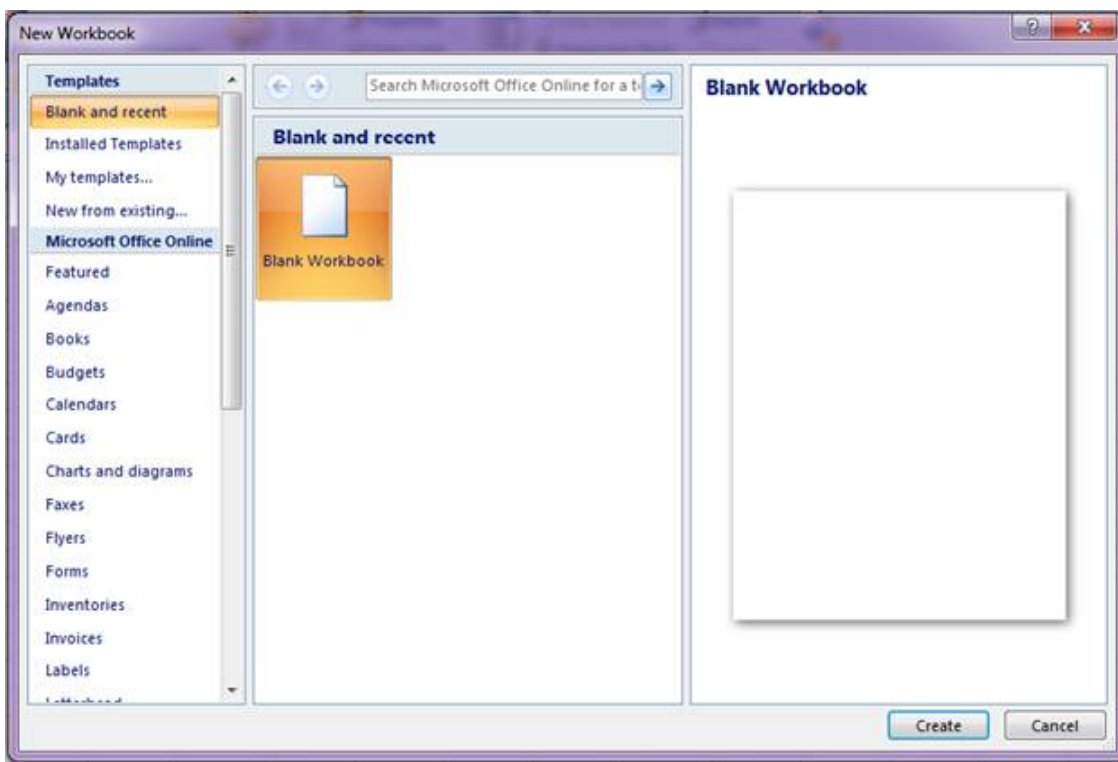 New Workbook
Templates
Blank and recent
Installed Templates
My templates...
New from existing...
Microsoft Office Online
Featured
Agendas
Books
Budgets
Calendars
Cards
Charts and diagrams
Faxes
Flyers
Forms
Inventories
Invoices
Labels
Search Microsoft Office Online for a t
Blank and recent
Blank Workbook
Blank Workbook
Create
Cancel